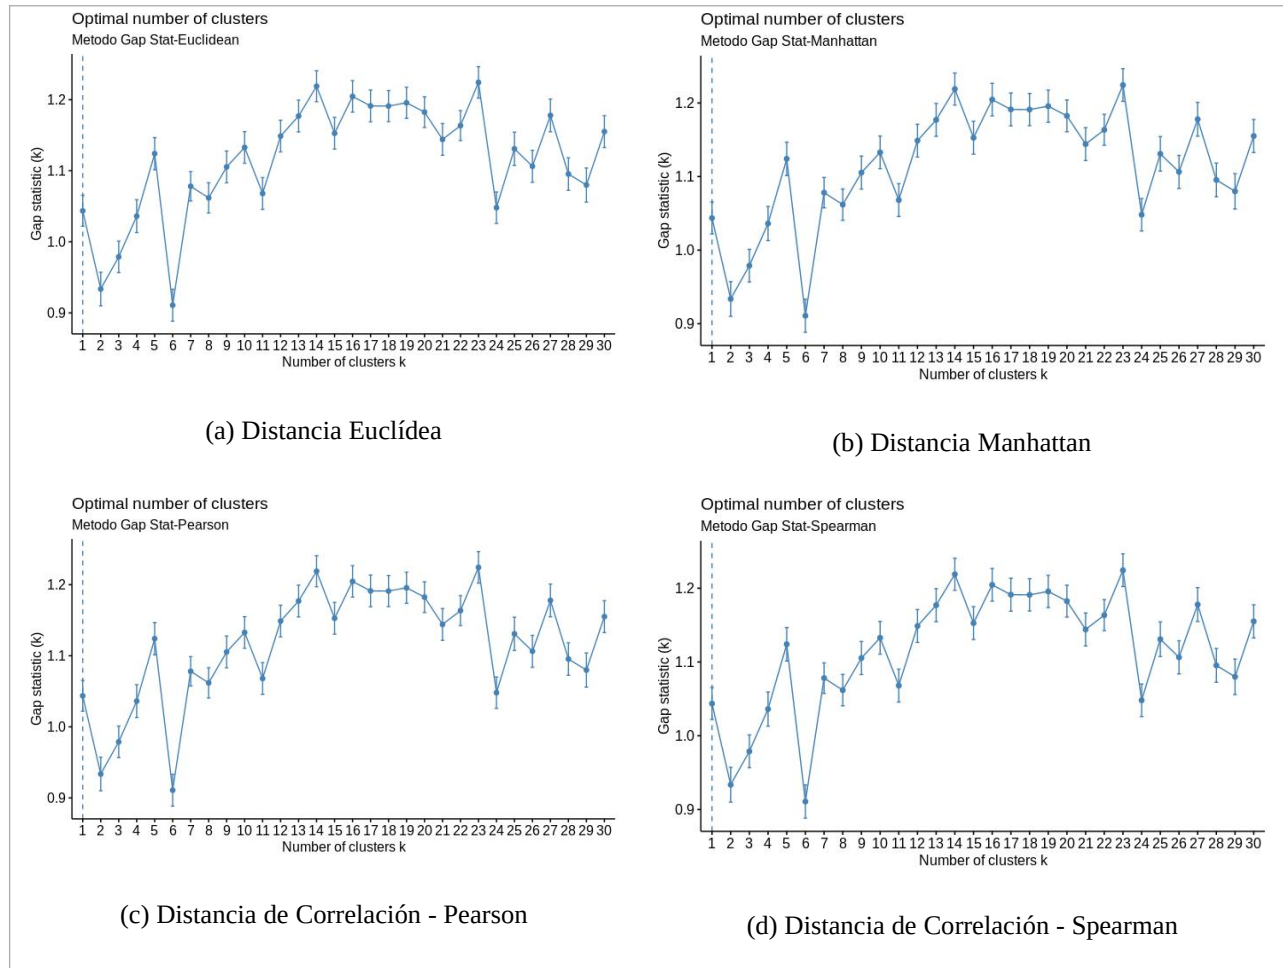 Optimal number of clusters
Metodo Gap Stat-Euclidean
Gap statistic (k)
1.2
1.1
1.0
0.9
1 2 3 4 5 6 7 8 9 10 11 12 13 14 15 16 17 18 19 20 21 22 23 24 25 26 27 28 29 30
Number of clusters k
(a) Distancia Euclídea
Optimal number of clusters
Metodo Gap Stat-Manhattan
Gap statistic (k)
1.2
1.1
1.0
0.9
1 2 3 4 5 6 7 8 9 10 11 12 13 14 15 16 17 18 19 20 21 22 23 24 25 26 27 28 29 30
Number of clusters k
(b) Distancia Manhattan
Optimal number of clusters
Metodo Gap Stat-Pearson
Gap statistic (k)
1.2
1.1
1.0
0.9
1 2 3 4 5 6 7 8 9 10 11 12 13 14 15 16 17 18 19 20 21 22 23 24 25 26 27 28 29 30
Number of clusters k
(c) Distancia de Correlación - Pearson
Optimal number of clusters
Metodo Gap Stat-Spearman
Gap statistic (k)
1.2
1.1
1.0
0.9
1 2 3 4 5 6 7 8 9 10 11 12 13 14 15 16 17 18 19 20 21 22 23 24 25 26 27 28 29 30
Number of clusters k
(d) Distancia de Correlación - Spearman